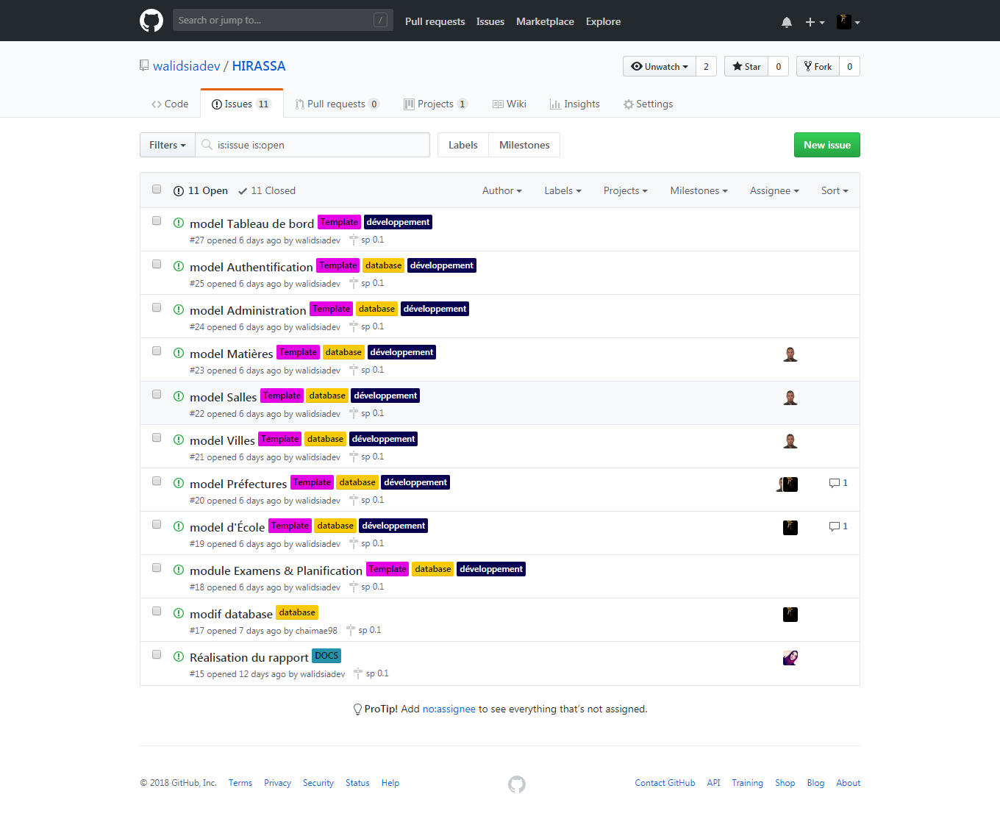 Search or jump to... / Pull requests Issues Marketplace Explore
walidsiadev / HIRASSA Unwatch 2 Star 0 Fork 0
Code Issues 11 Pull requests 0 Projects 1 Wiki Insights Settings
Filters is:issue is:open Labels Milestones New issue
11 Open 11 Closed Author Labels Projects Milestones Assignee Sort
model Tableau de bord Template développement
#27 opened 6 days ago by walidsiadev sp 0.1
model Authentification Template database développement
#25 opened 6 days ago by walidsiadev sp 0.1
model Administration Template database développement
#24 opened 6 days ago by walidsiadev sp 0.1
model Matières Template database développement
#23 opened 6 days ago by walidsiadev sp 0.1
model Salles Template database développement
#22 opened 6 days ago by walidsiadev sp 0.1
model Villes Template database développement
#21 opened 6 days ago by walidsiadev sp 0.1
model Préfectures Template database développement 1
#20 opened 6 days ago by walidsiadev sp 0.1
model d'École Template database développement 1
#19 opened 6 days ago by walidsiadev sp 0.1
module Examens & Planification Template database développement
#18 opened 6 days ago by walidsiadev sp 0.1
modif database database
#17 opened 7 days ago by chaimae98 sp 0.1
Réalisation du rapport DOCS
#15 opened 12 days ago by walidsiadev sp 0.1
ProTip! Add no:assignee to see everything that's not assigned.
© 2018 GitHub, Inc. Terms Privacy Security Status Help Contact GitHub API Training Shop Blog About